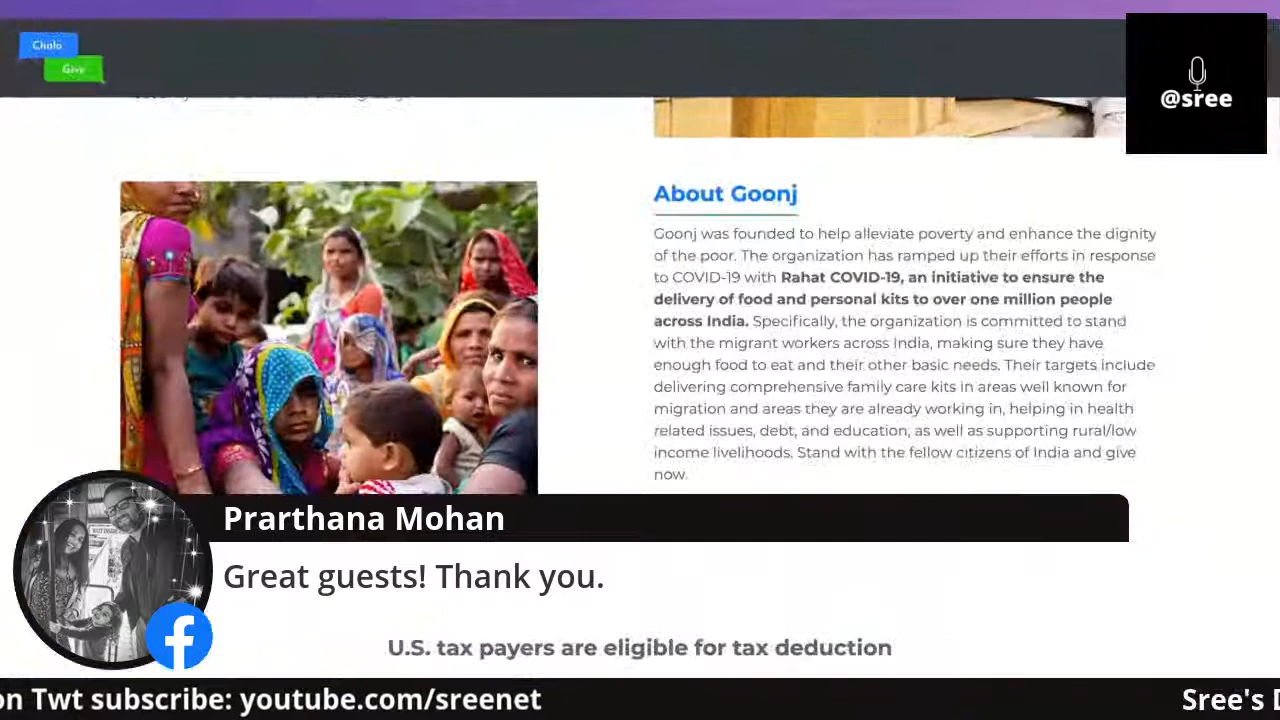 Chalo
Give
@sree
About Goonj
Goonj was founded to help alleviate poverty and enhance the dignity
of the poor. The organization has ramped up their efforts in response
to COVID-19 with Rahat COVID-19, an initiative to ensure the
delivery of food and personal kits to over one million people
across India. Specifically, the organization is committed to stand
with the migrant workers across India, making sure they have
enough food to eat and their other basic needs. Their targets include
delivering comprehensive family care kits in areas well known for
migration and areas they are already working in, helping in health
related issues, debt, and education, as well as supporting rural/low
income livelihoods. Stand with the fellow citizens of India and give
now.
Prarthana Mohan
Great guests! Thank you.
U.S. tax payers are eligible for tax deduction
on Twt subscribe: youtube.com/sreenet
Sree's